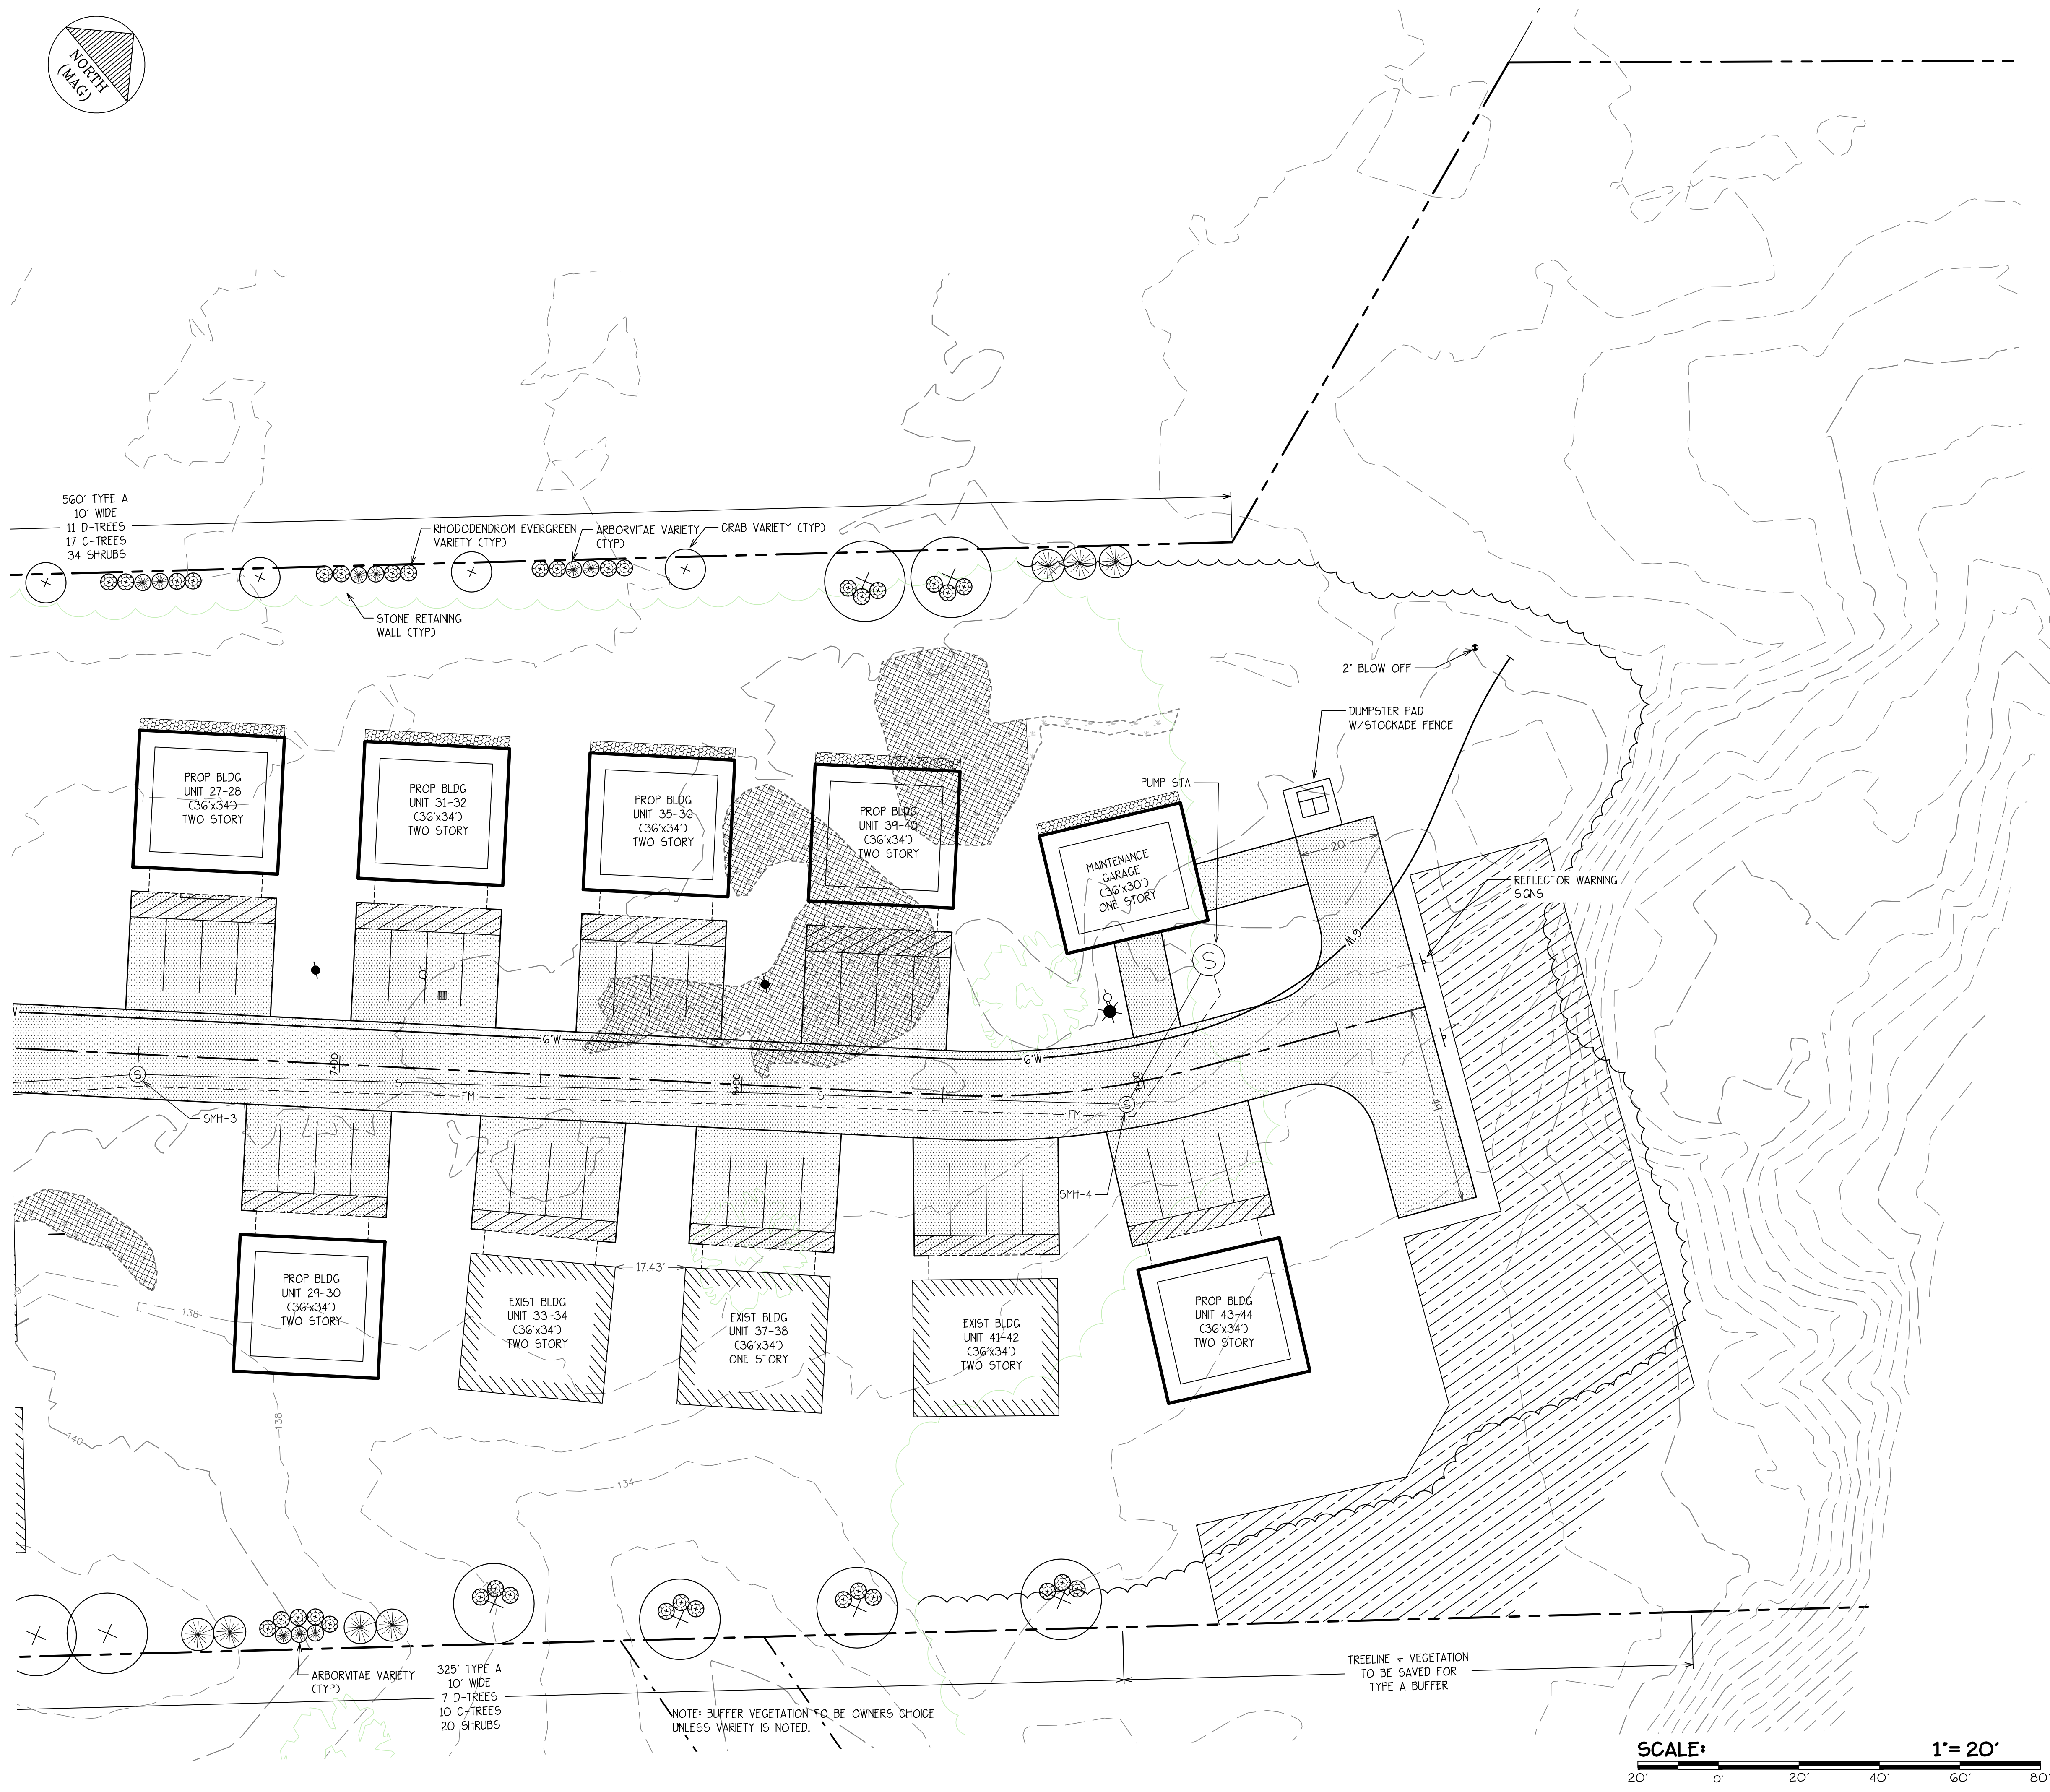 NORTH
(MAG)
560' TYPE A
10' WIDE
11 D-TREES
17 C-TREES
34 SHRUBS
RHODODENDROM EVERGREEN
VARIETY (TYP)
ARBORVITAE VARIETY
(TYP)
CRAB VARIETY (TYP)
STONE RETAINING
WALL (TYP)
2" BLOW OFF
DUMPSTER PAD
W/STOCKADE FENCE
PUMP STA
PROP BLDG
UNIT 27-28
(36'x34')
TWO STORY
PROP BLDG
UNIT 31-32
(36'x34')
TWO STORY
PROP BLDG
UNIT 35-36
(36'x34')
TWO STORY
PROP BLDG
UNIT 39-40
(36'x34')
TWO STORY
MAINTENANCE
GARAGE
(36'x30')
ONE STORY
20'
REFLECTOR WARNING
SIGNS
6"W
S
W
6"W
6"W
7+00
8+00
9+00
S
S
S
FM
FM
S
SMH-3
49'
SMH-4
17.43'
PROP BLDG
UNIT 29-30
(36'x34')
TWO STORY
EXIST BLDG
UNIT 33-34
(36'x34')
TWO STORY
EXIST BLDG
UNIT 37-38
(36'x34')
ONE STORY
EXIST BLDG
UNIT 41-42
(36'x34')
TWO STORY
PROP BLDG
UNIT 43-44
(36'x34')
TWO STORY
138
138
140
134
ARBORVITAE VARIETY
(TYP)
325' TYPE A
10' WIDE
7 D-TREES
10 C-TREES
20 SHRUBS
NOTE: BUFFER VEGETATION TO BE OWNERS CHOICE
UNLESS VARIETY IS NOTED.
TREELINE + VEGETATION
TO BE SAVED FOR
TYPE A BUFFER
SCALE: 1"= 20'
20' 0' 20' 40' 60' 80'